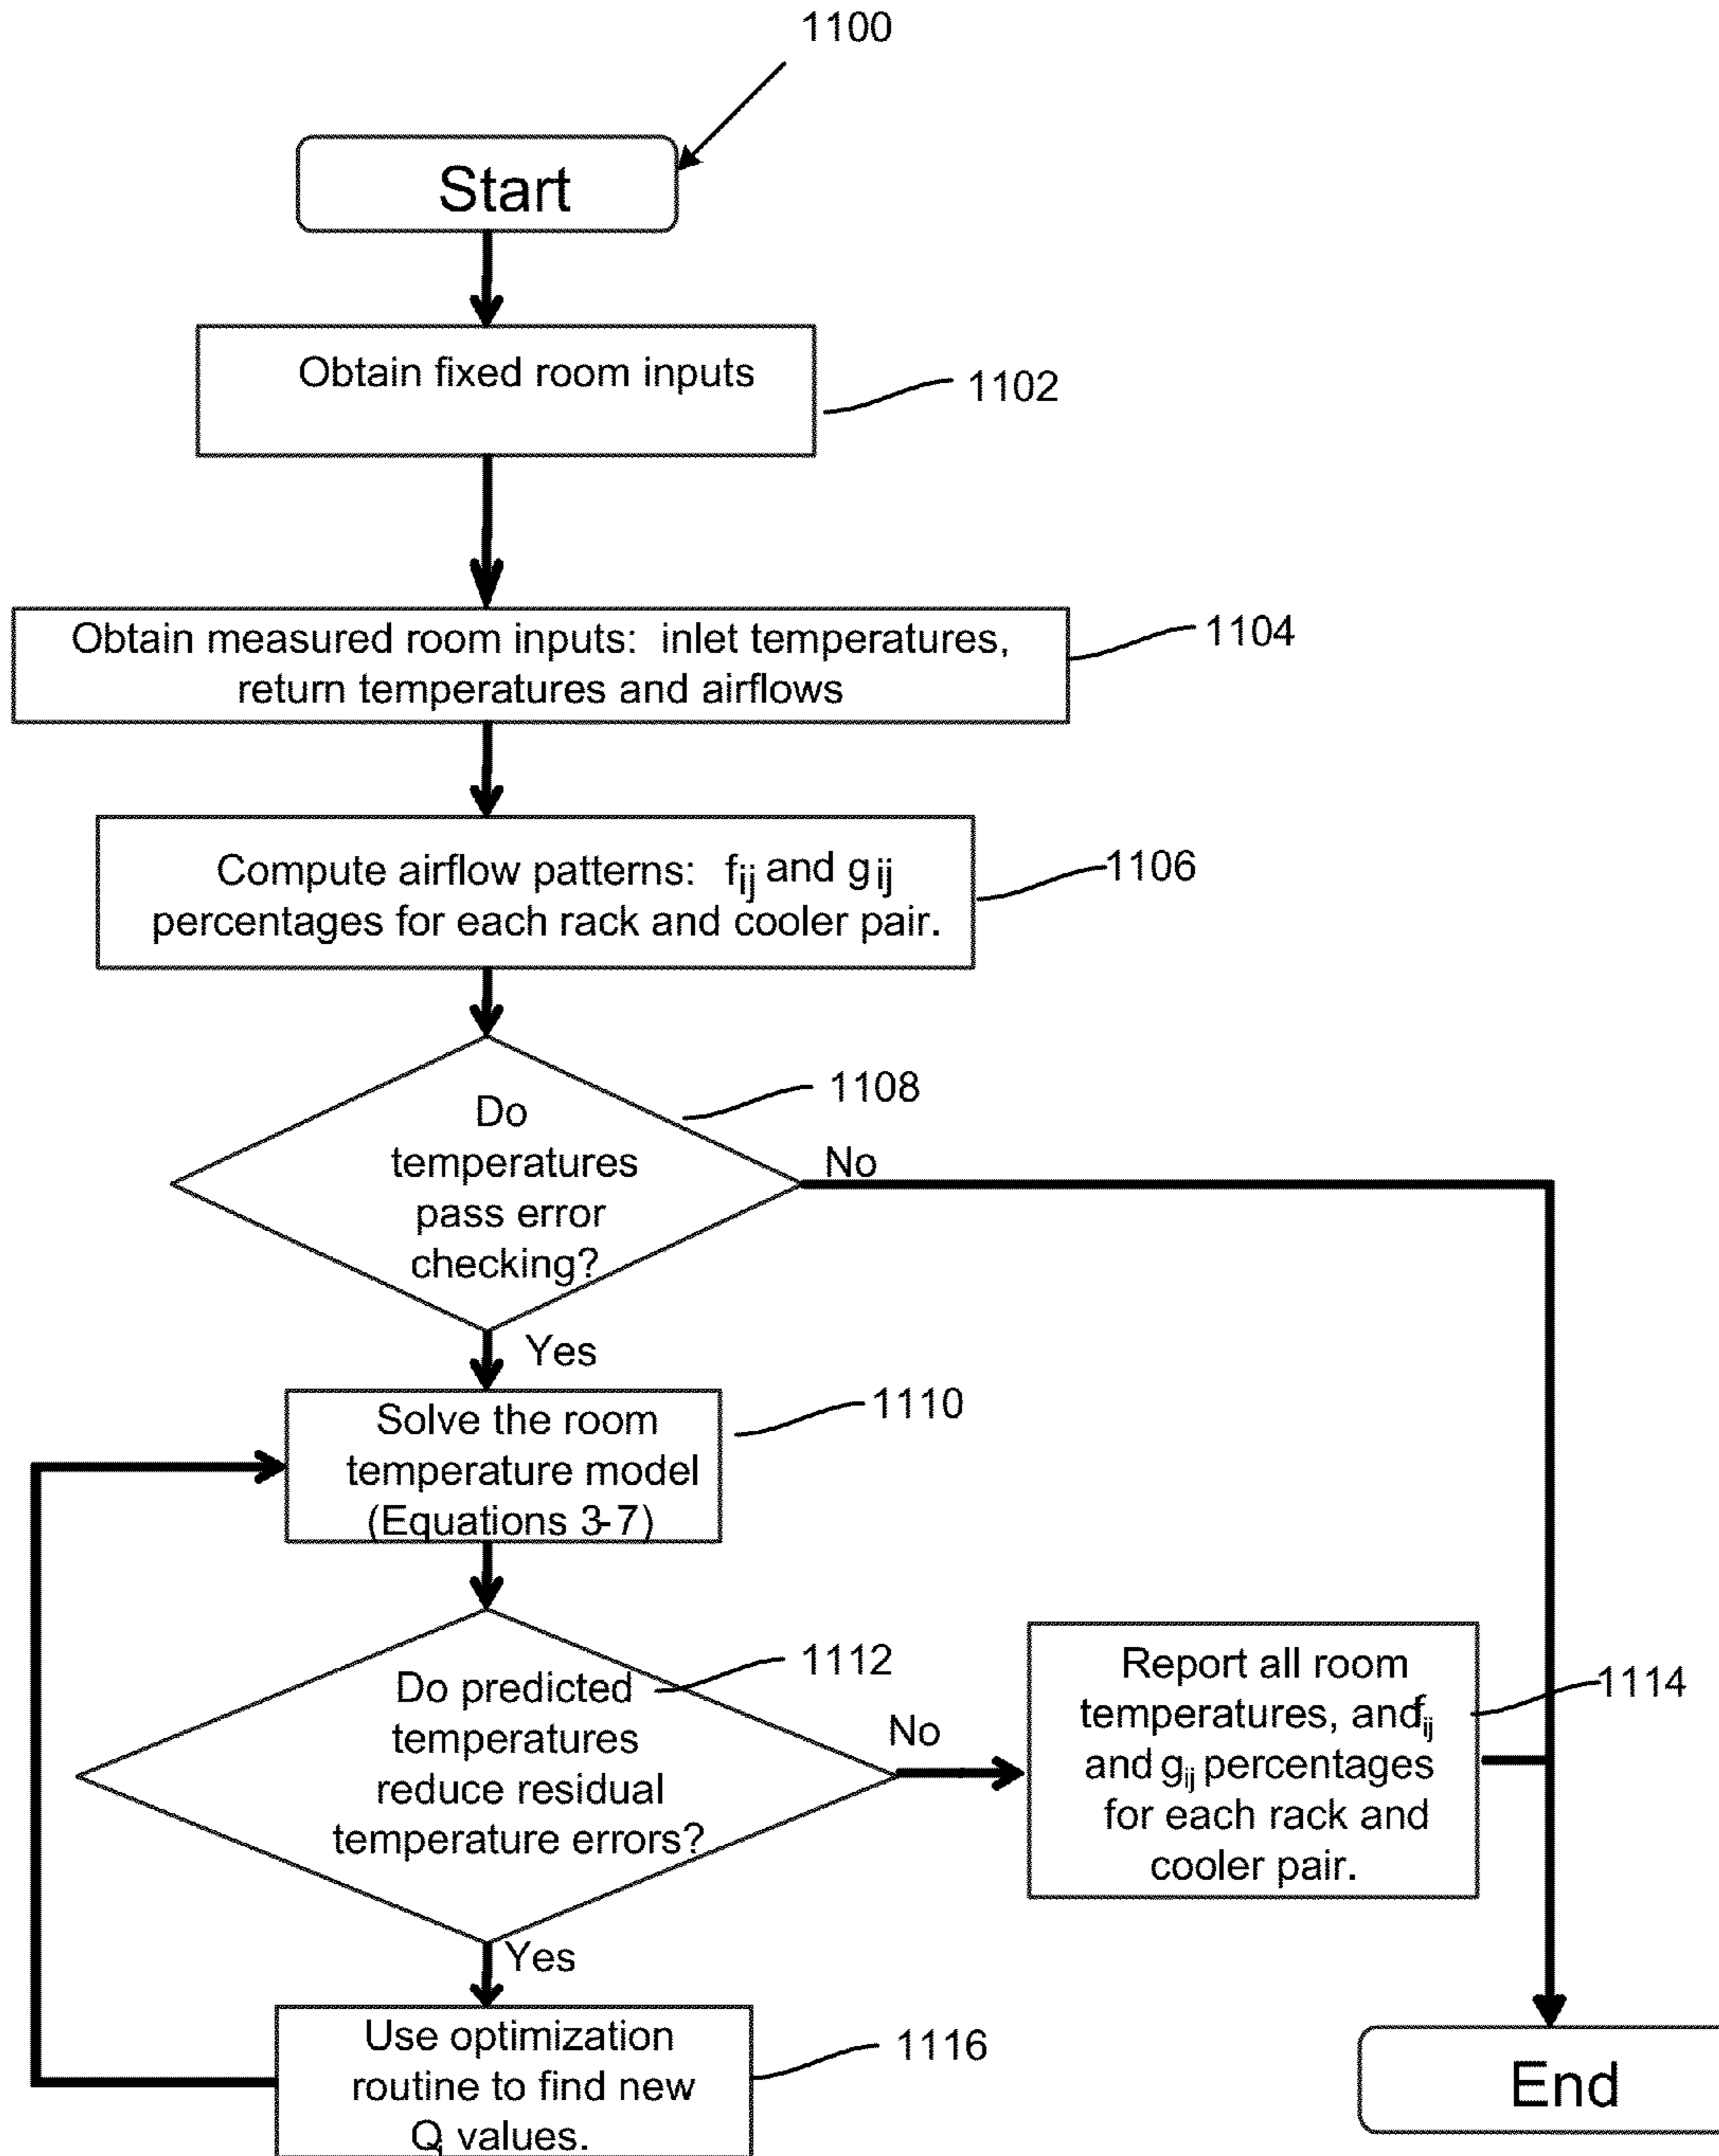 1100
Start
Obtain fixed room inputs
1102
Obtain measured room inputs: inlet temperatures,
return temperatures and airflows
1104
Compute airflow patterns: fij and gij
percentages for each rack and cooler pair.
1106
Do
temperatures
pass error
checking?
1108
No
Yes
Solve the room
temperature model
(Equations 3-7)
1110
Do predicted
temperatures
reduce residual
temperature errors?
1112
No
Report all room
temperatures, and fij
and gij percentages
for each rack and
cooler pair.
1114
Yes
Use optimization
routine to find new
Qi values.
1116
End